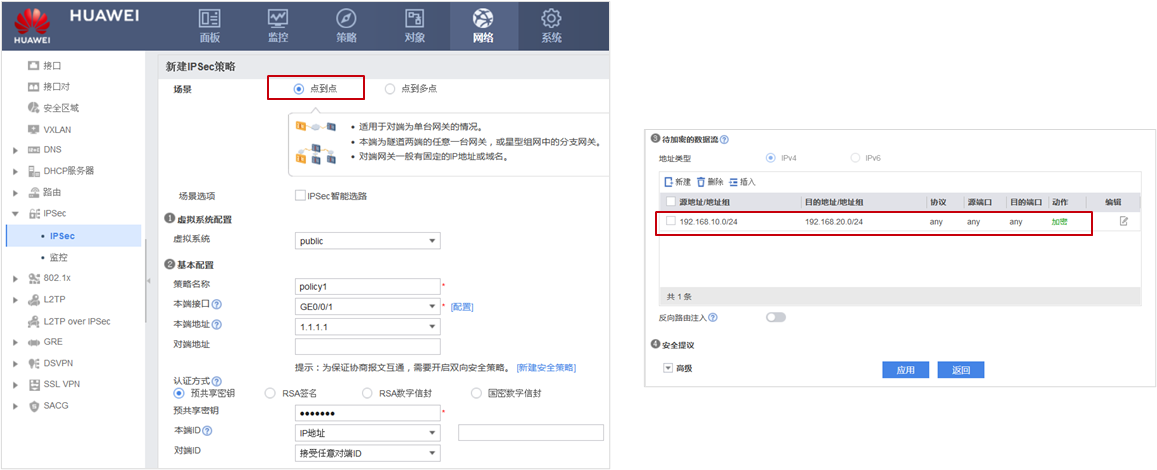 HUAWEI
HUAWEI
面板 监控 策略 对象 网络 系统
接口
接口对
安全区域
VXLAN
DNS
DHCP服务器
路由
IPSec
IPSec
监控
802.1x
L2TP
L2TP over IPSec
GRE
DSVPN
SSL VPN
SACG
新建IPSec策略
场景 点到点 点到多点
• 适用于对端为单台网关的情况。
• 本端为隧道两端的任意一台网关，或星型组网中的分支网关。
• 对端网关一般有固定的IP地址或域名。
场景选项 IPSec智能选路
1 虚拟系统配置
虚拟系统 public
2 基本配置
策略名称 policy1 *
本端接口 ? GE0/0/1 * [配置]
本端地址 ? 1.1.1.1
对端地址
提示：为保证协商报文互通，需要开启双向安全策略。 [新建安全策略]
认证方式 ?
预共享密钥 RSA签名 RSA数字信封 国密数字信封
预共享密钥 ●●●●●●● *
本端ID ? IP地址
对端ID 接受任意对端ID
3 待加密的数据流 ?
地址类型 IPv4 IPv6
新建 删除 插入
源地址/地址组 目的地址/地址组 协议 源端口 目的端口 动作 编辑
192.168.10.0/24 192.168.20.0/24 any any any 加密
共 1 条
反向路由注入 ?
4 安全提议
高级
应用 返回